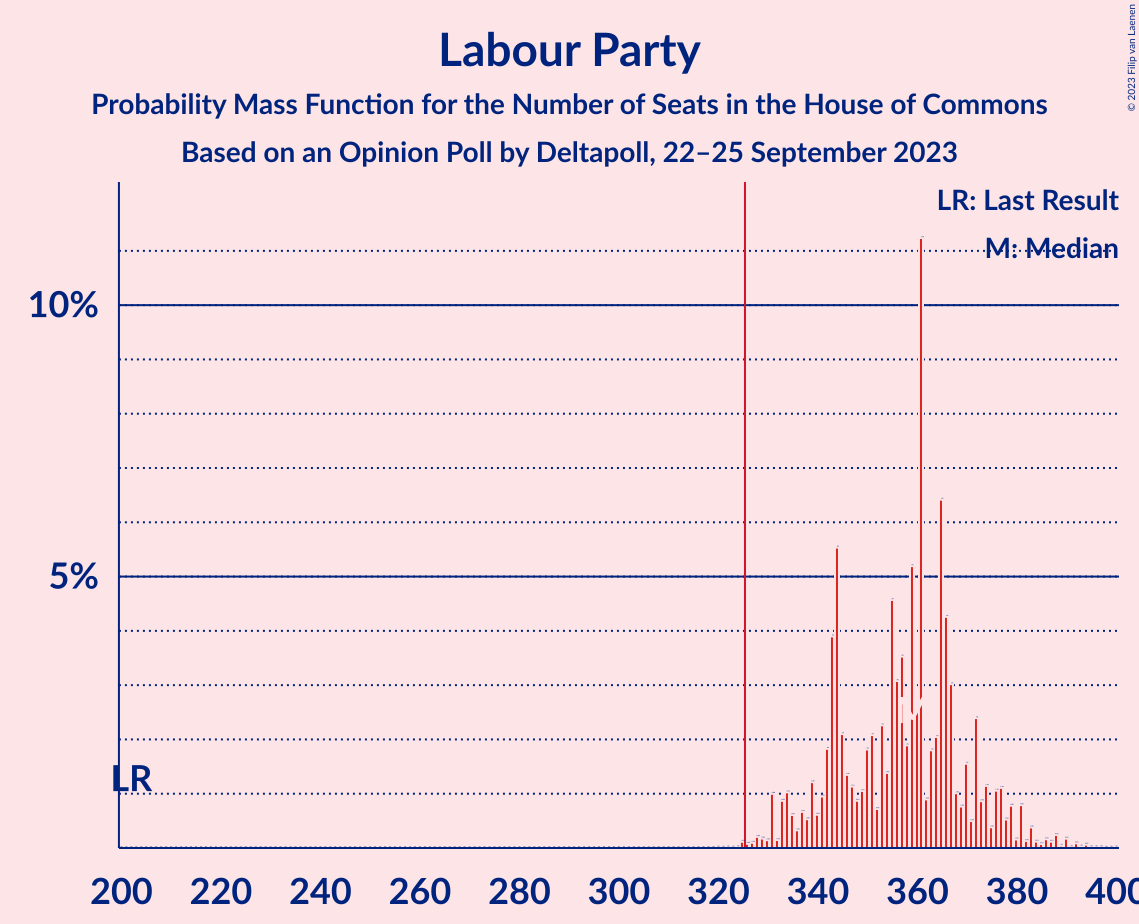 Labour Party
Probability Mass Function for the Number of Seats in the House of Commons
Based on an Opinion Poll by Deltapoll, 22–25 September 2023
© 2023 Filip van Laenen
LR: Last Result
M: Median
10%
5%
LR
M
200 220 240 260 280 300 320 340 360 380 400